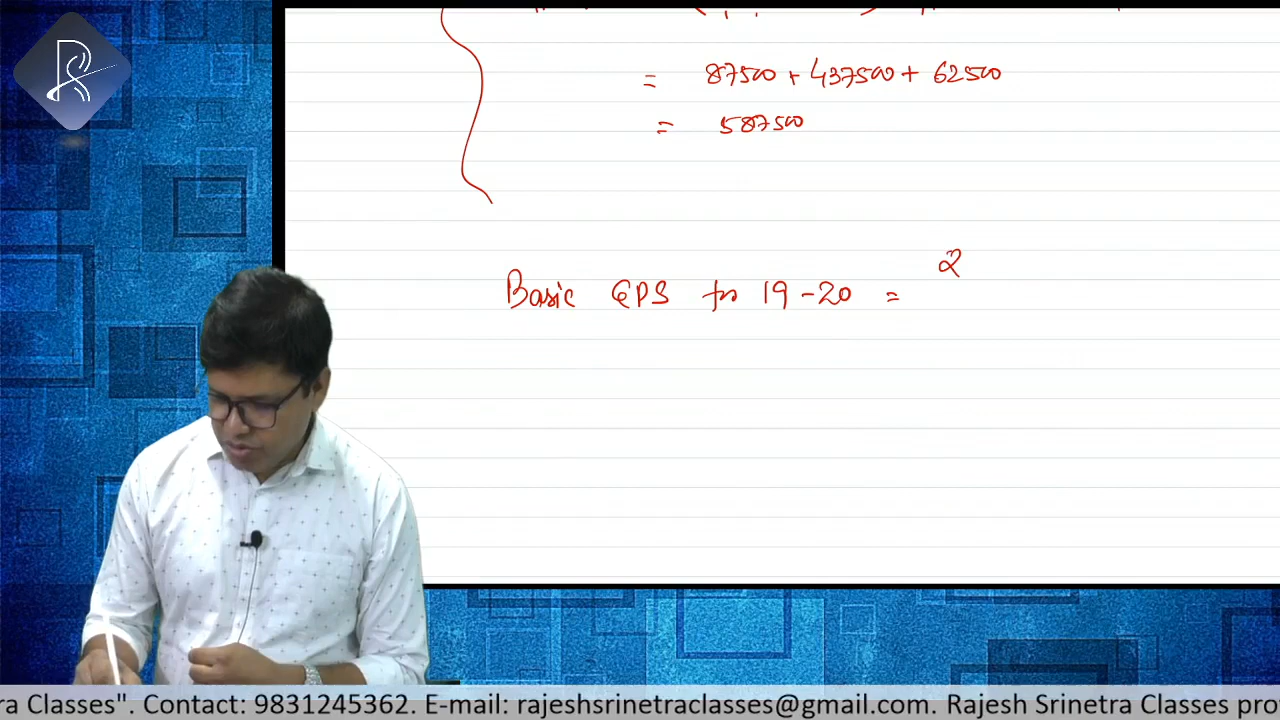 = 87500 + 437500 + 62500
= 587500
2
Basic EPS for 19-20 =
ra Classes". Contact: 9831245362. E-mail: rajeshsrinetraclasses@gmail.com. Rajesh Srinetra Classes pro